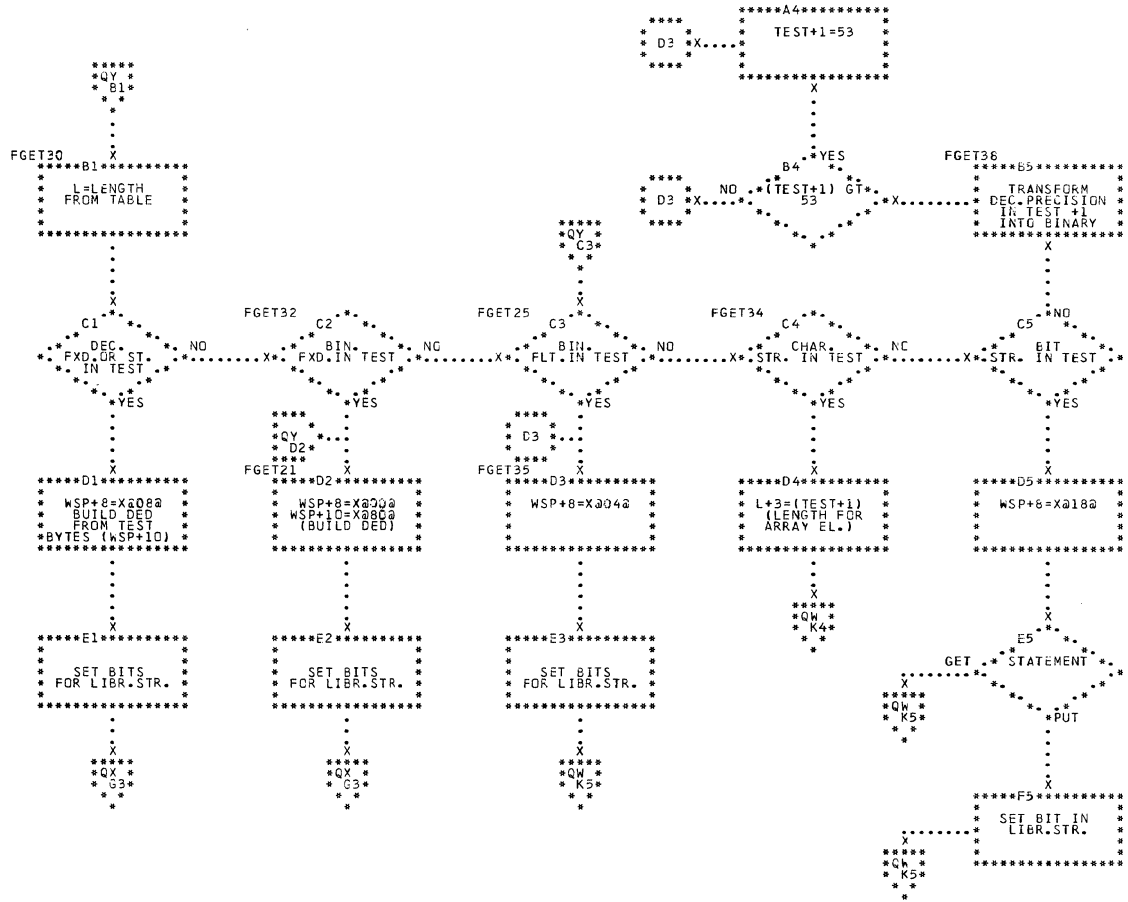 A4
TEST+1=53
D3
QY
B1
FGET30
B1
L=LENGTH
FROM TABLE
YES
B4
NO
(TEST+1) GT
53
D3
FGET36
B5
TRANSFORM
DEC.PRECISION
IN TEST +1
INTO BINARY
QY
C3
C1
DEC.
FXD.OR ST.
IN TEST
NO
YES
FGET32
C2
BIN.
FXD.IN TEST
NO
YES
FGET25
C3
BIN.
FLT.IN TEST
NO
YES
FGET34
C4
CHAR.
STR. IN TEST
NO
YES
C5
NO
BIT
STR. IN TEST
YES
QY
D2
D3
D1
WSP+8=X@08@
BUILD DED
FROM TEST
BYTES (WSP+10)
FGET21
D2
WSP+8=X@00@
WSP+10=X@80@
(BUILD DED)
FGET35
D3
WSP+8=X@04@
D4
L+3=(TEST+1)
(LENGTH FOR
ARRAY EL.)
D5
WSP+8=X@18@
QW
K4
E1
SET BITS
FOR LIBR.STR.
E2
SET BITS
FOR LIBR.STR.
E3
SET BITS
FOR LIBR.STR.
E5
GET
STATEMENT
PUT
QW
K5
QX
G3
QX
G3
QW
K5
F5
SET BIT IN
LIBR.STR.
QW
K5